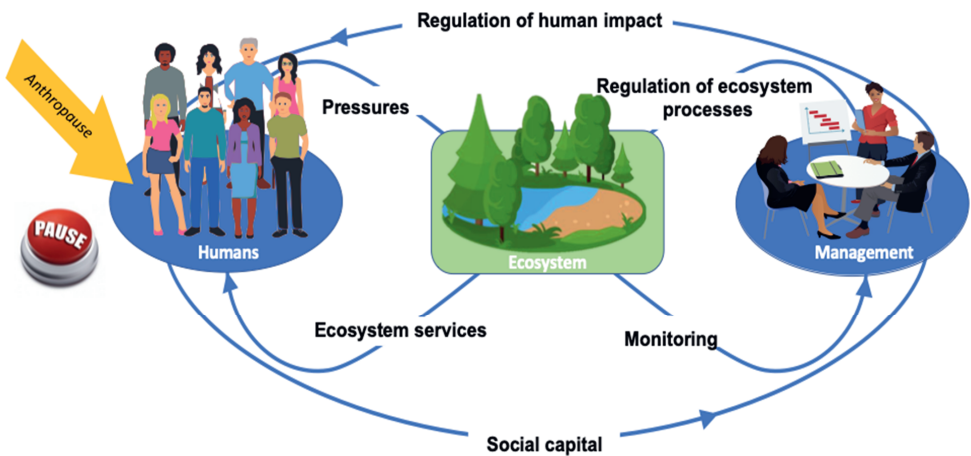 Regulation of human impact
Anthropause
Pressures
Regulation of ecosystem
processes
PAUSE
Humans
Ecosystem
Management
Ecosystem services
Monitoring
Social capital